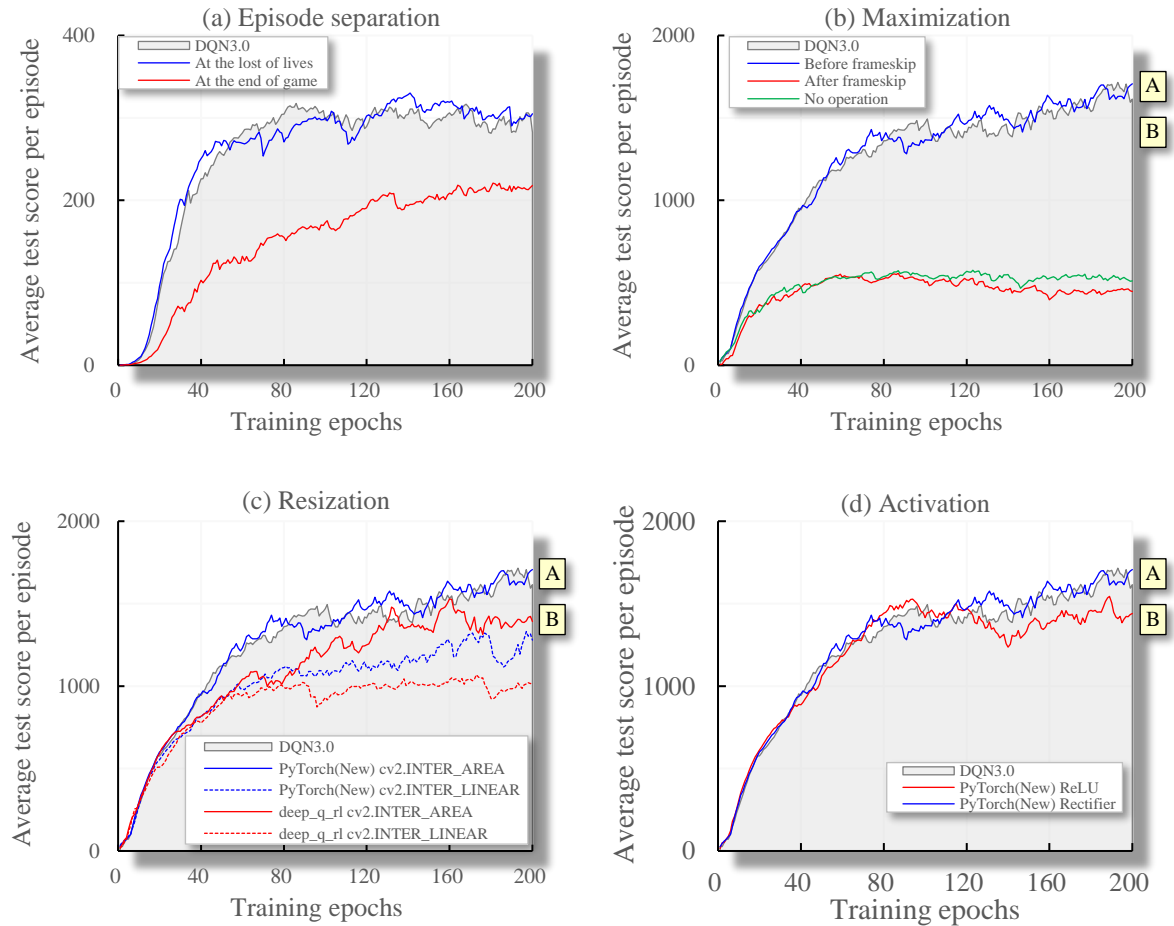 (a) Episode separation
Average test score per episode
400
200
0
DQN3.0
At the lost of lives
At the end of game
0 40 80 120 160 200
Training epochs
(b) Maximization
Average test score per episode
2000
1000
0
DQN3.0
Before frameskip
After frameskip
No operation
A
B
0 40 80 120 160 200
Training epochs
(c) Resization
Average test score per episode
2000
1000
0
A
B
DQN3.0
PyTorch(New) cv2.INTER_AREA
PyTorch(New) cv2.INTER_LINEAR
deep_q_rl cv2.INTER_AREA
deep_q_rl cv2.INTER_LINEAR
0 40 80 120 160 200
Training epochs
(d) Activation
Average test score per episode
2000
1000
0
A
B
DQN3.0
PyTorch(New) ReLU
PyTorch(New) Rectifier
0 40 80 120 160 200
Training epochs